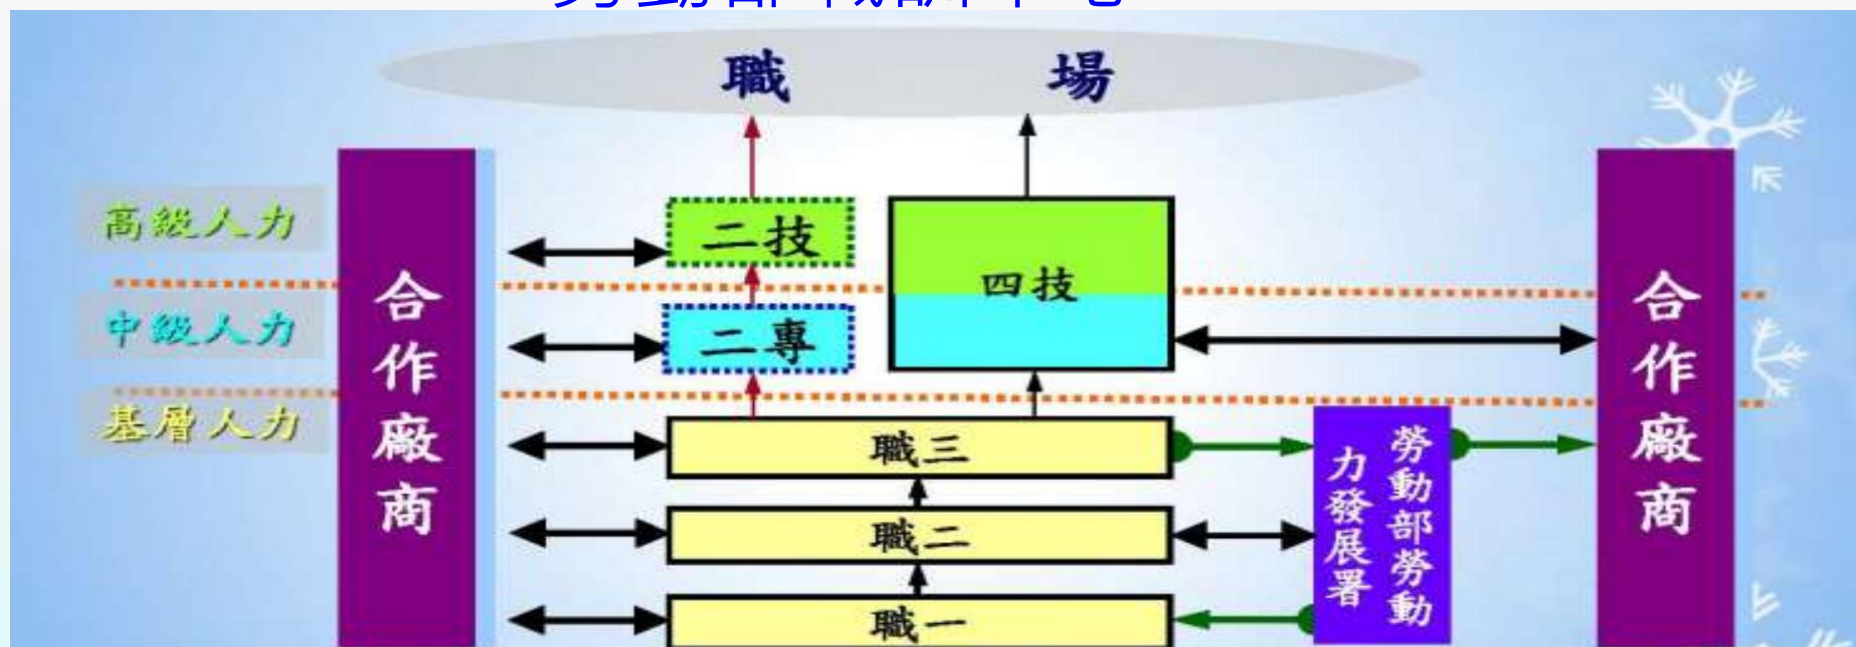 職 場
高級人力
中級人力
基層人力
合作廠商
二技
二專
四技
職三
職二
職一
勞動部勞動
力發展署
合作廠商